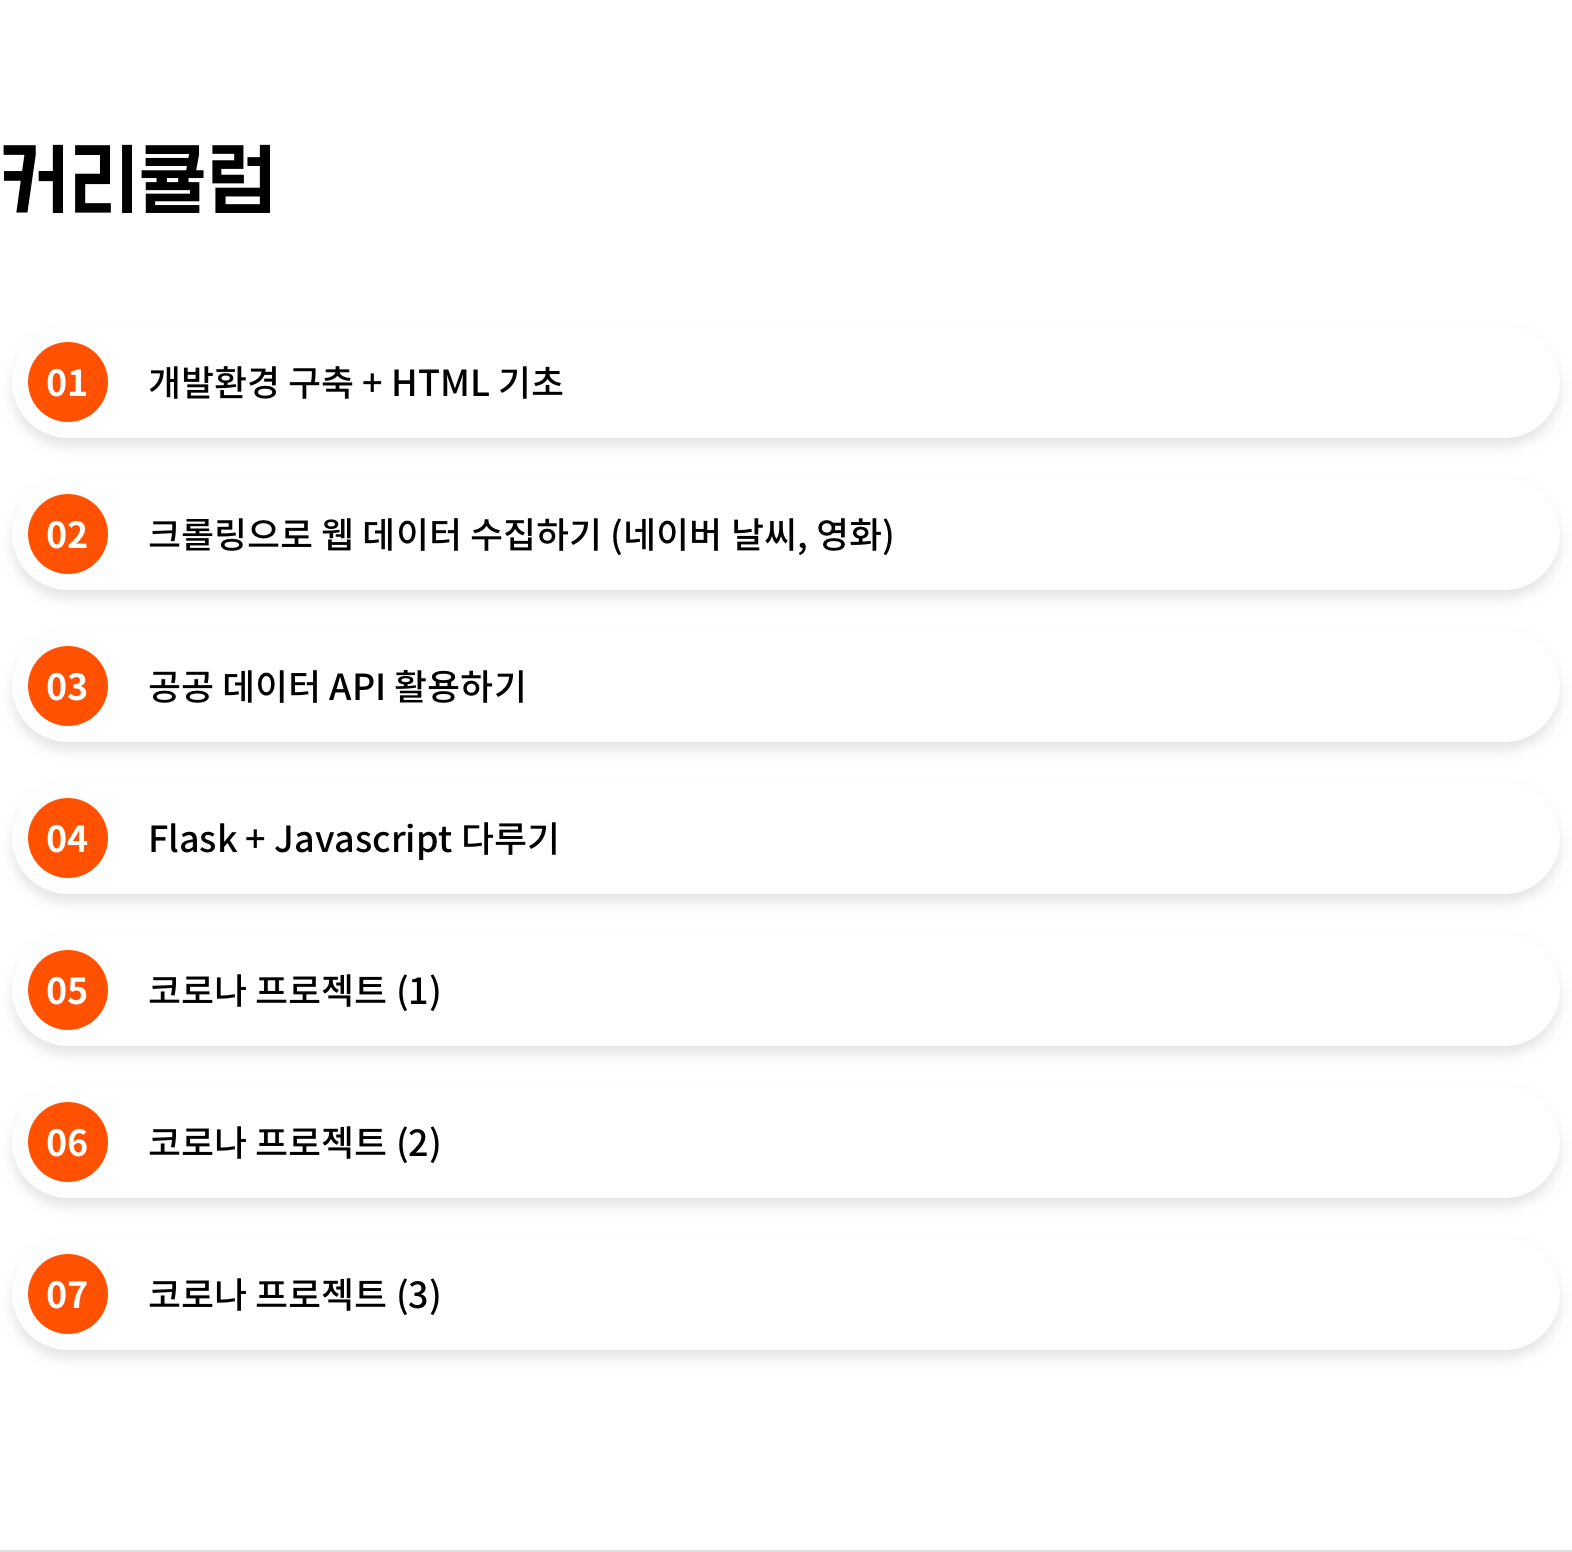 커리큘럼
01 개발환경 구축 + HTML 기초
02 크롤링으로 웹 데이터 수집하기 (네이버 날씨, 영화)
03 공공 데이터 API 활용하기
04 Flask + Javascript 다루기
05 코로나 프로젝트 (1)
06 코로나 프로젝트 (2)
07 코로나 프로젝트 (3)